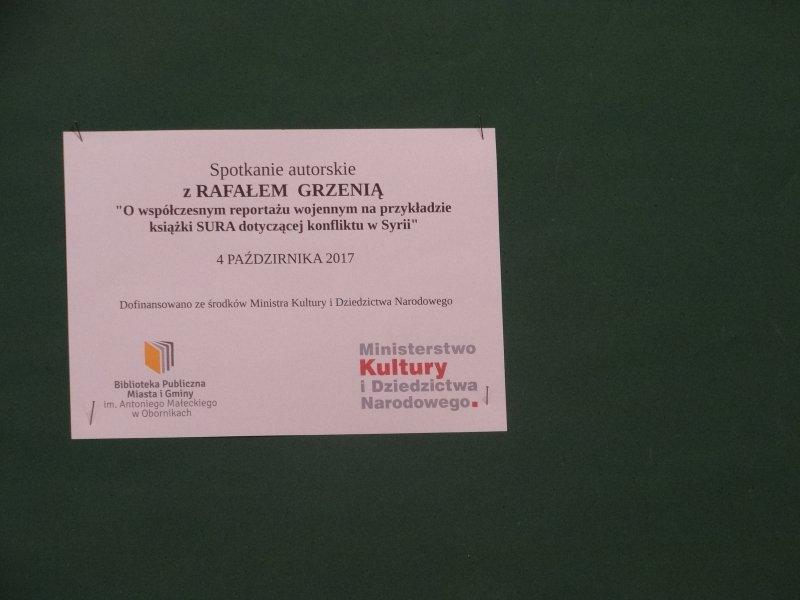 Spotkanie autorskie
z RAFAŁEM GRZENIĄ
"O współczesnym reportażu wojennym na przykładzie
książki SURA dotyczącej konfliktu w Syrii"
4 PAŹDZIRNIKA 2017
Dofinansowano ze środków Ministra Kultury i Dziedzictwa Narodowego
Biblioteka Publiczna
Miasta i Gminy
im. Antoniego Małeckiego
w Obornikach
Ministerstwo
Kultury
i Dziedzictwa
Narodowego.